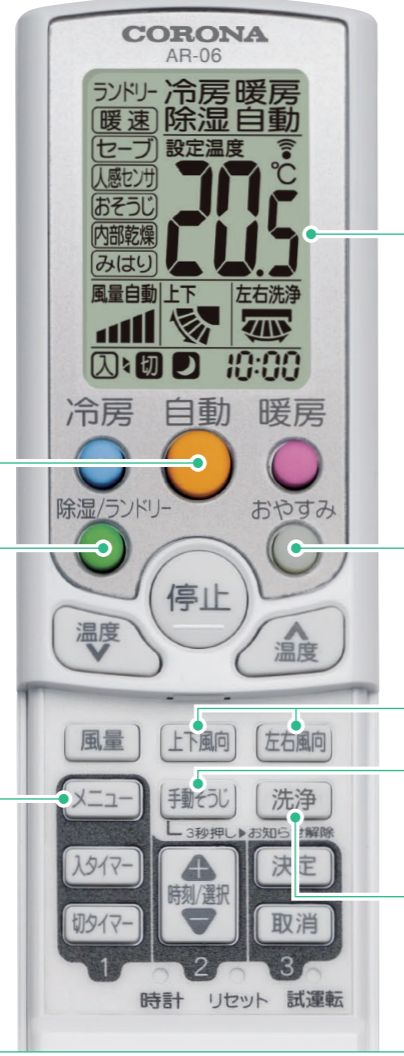 CORONA
AR-06
ランドリー 冷房 暖房
暖速 除湿 自動
セーブ 設定温度
人感センサ 20.5℃
おそうじ
内部乾燥
みはり
風量自動 上下 左右洗浄
入 切 10:00
冷房 自動 暖房
除湿/ランドリー おやすみ
停止
温度 温度
風量 上下風向 左右風向
メニュー 手動そうじ 洗浄
3秒押し▶お知らせ解除
入タイマー 時刻/選択 決定
切タイマー 取消
1 2 3
時計 リセット 試運転